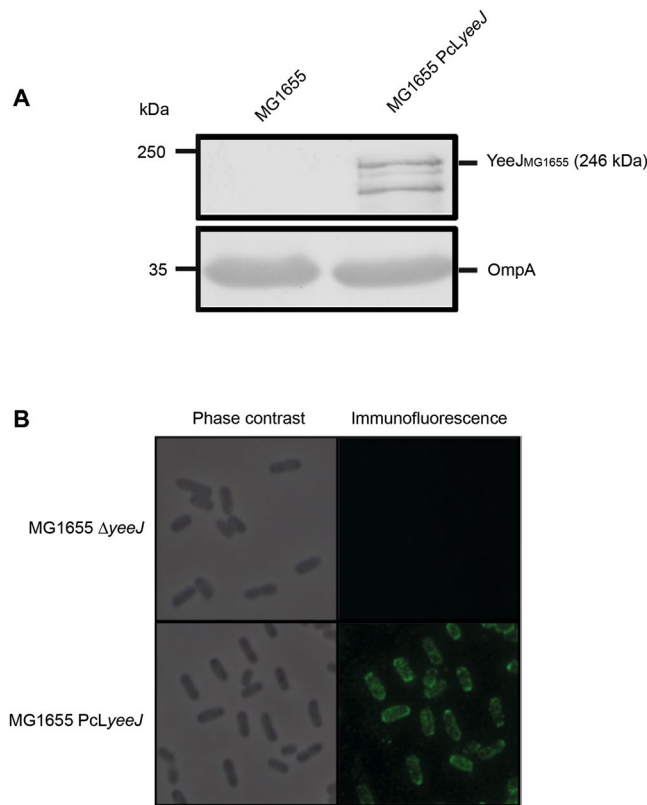 A
kDa
MG1655
MG1655 PcLyeeJ
250
YeeJMG1655 (246 kDa)
35
OmpA
B
Phase contrast
Immunofluorescence
MG1655 ΔyeeJ
MG1655 PcLyeeJ